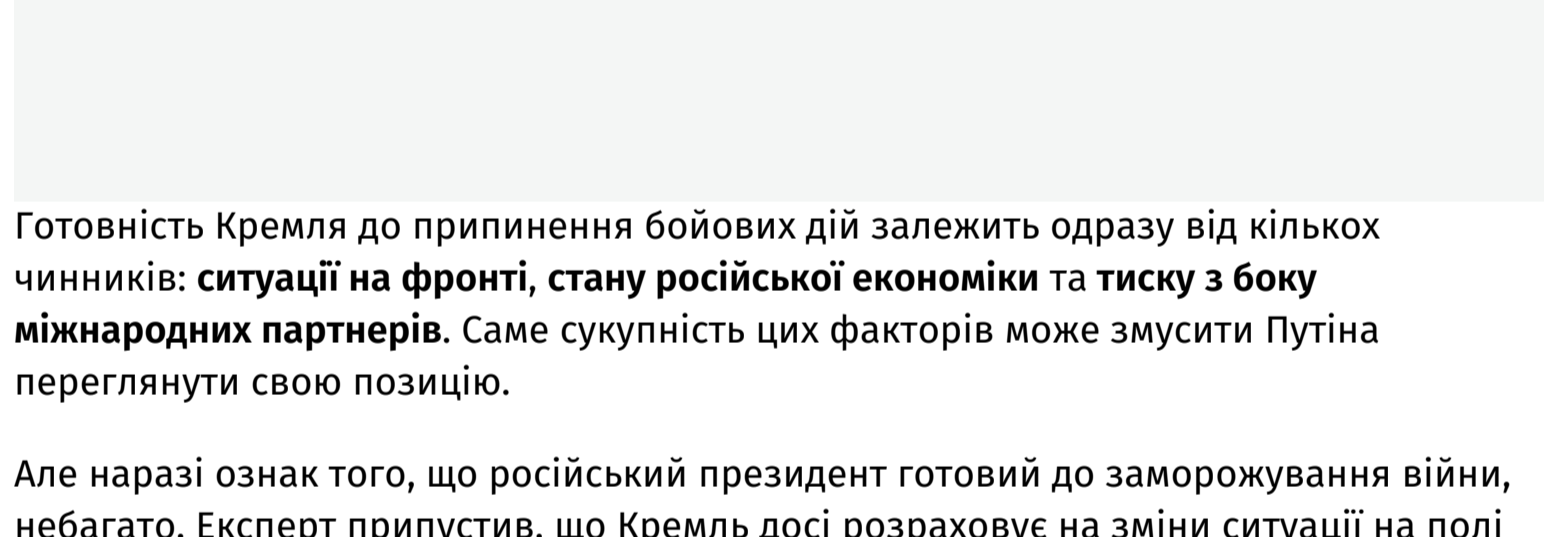 Готовність Кремля до припинення бойових дій залежить одразу від кількох
чинників: ситуації на фронті, стану російської економіки та тиску з боку
міжнародних партнерів. Саме сукупність цих факторів може змусити Путіна
переглянути свою позицію.
Але наразі ознак того, що російський президент готовий до заморожування війни,
небагато. Експерт припустив, що Кремль досі розраховує на зміни ситуації на полі